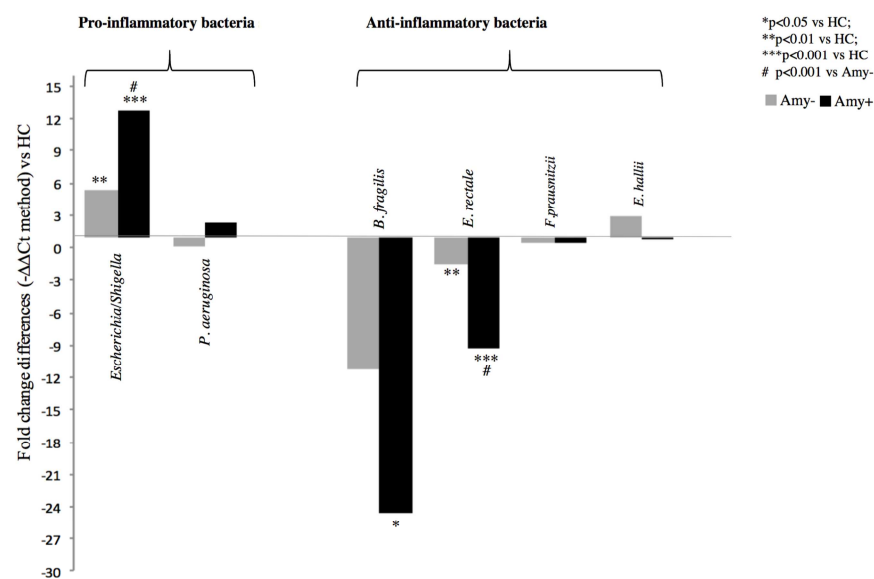 Pro-inflammatory bacteria
Anti-inflammatory bacteria
*p<0.05 vs HC;
**p<0.01 vs HC;
***p<0.001 vs HC
# p<0.001 vs Amy-
Amy- Amy+
Fold change differences (-ΔΔCt method) vs HC
15
12
9
6
3
0
-3
-6
-9
-12
-15
-18
-21
-24
-27
-30
#
***
**
Escherichia/Shigella
P. aeruginosa
B. fragilis
E. rectale
F.prausnitzii
E. hallii
**
***
#
*